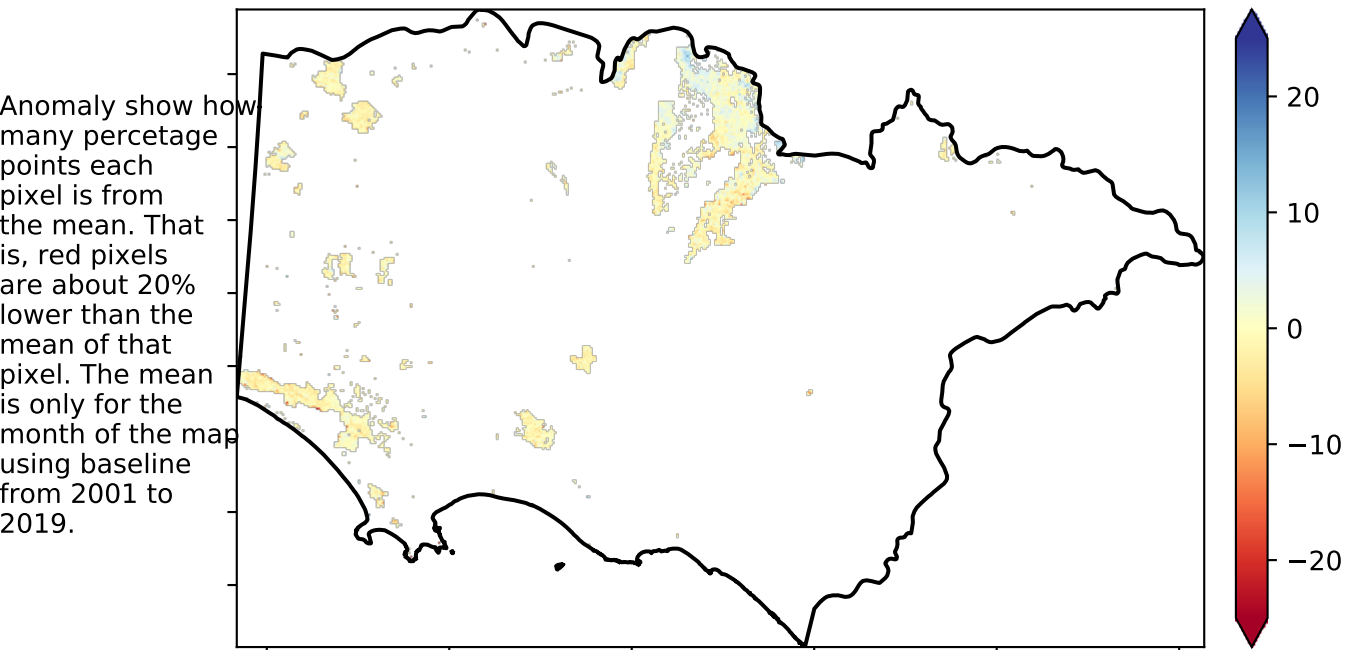 Anomaly show how
many percetage
points each
pixel is from
the mean. That
is, red pixels
are about 20%
lower than the
mean of that
pixel. The mean
is only for the
month of the map
using baseline
from 2001 to
2019.
20
10
0
−10
−20